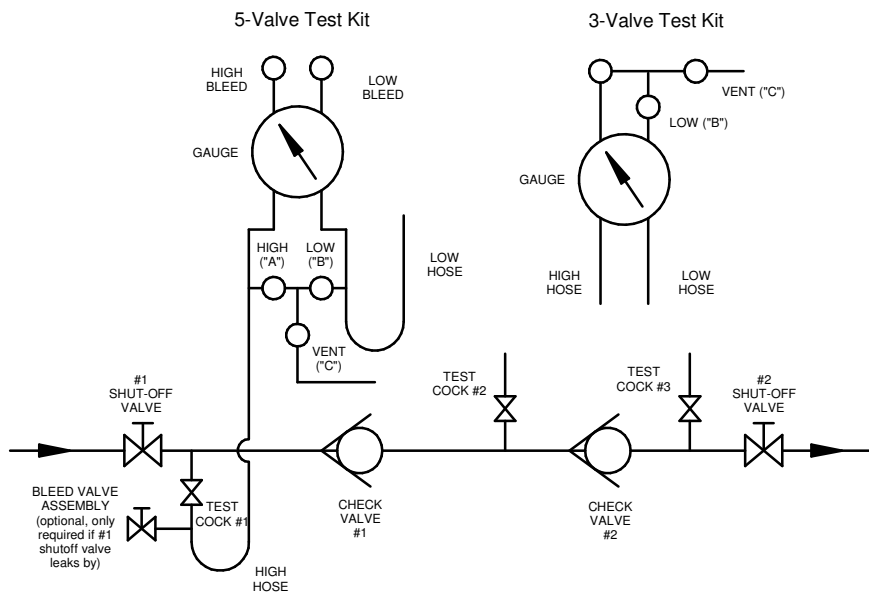 5-Valve Test Kit
3-Valve Test Kit
HIGH
BLEED
LOW
BLEED
GAUGE
VENT ("C")
LOW ("B")
GAUGE
HIGH
("A")
LOW
("B")
LOW
HOSE
HIGH
HOSE
LOW
HOSE
VENT
("C")
#1
SHUT-OFF
VALVE
TEST
COCK #2
TEST
COCK #3
#2
SHUT-OFF
VALVE
BLEED VALVE
ASSEMBLY
(optional, only
required if #1
shutoff valve
leaks by)
TEST
COCK #1
HIGH
HOSE
CHECK
VALVE
#1
CHECK
VALVE
#2